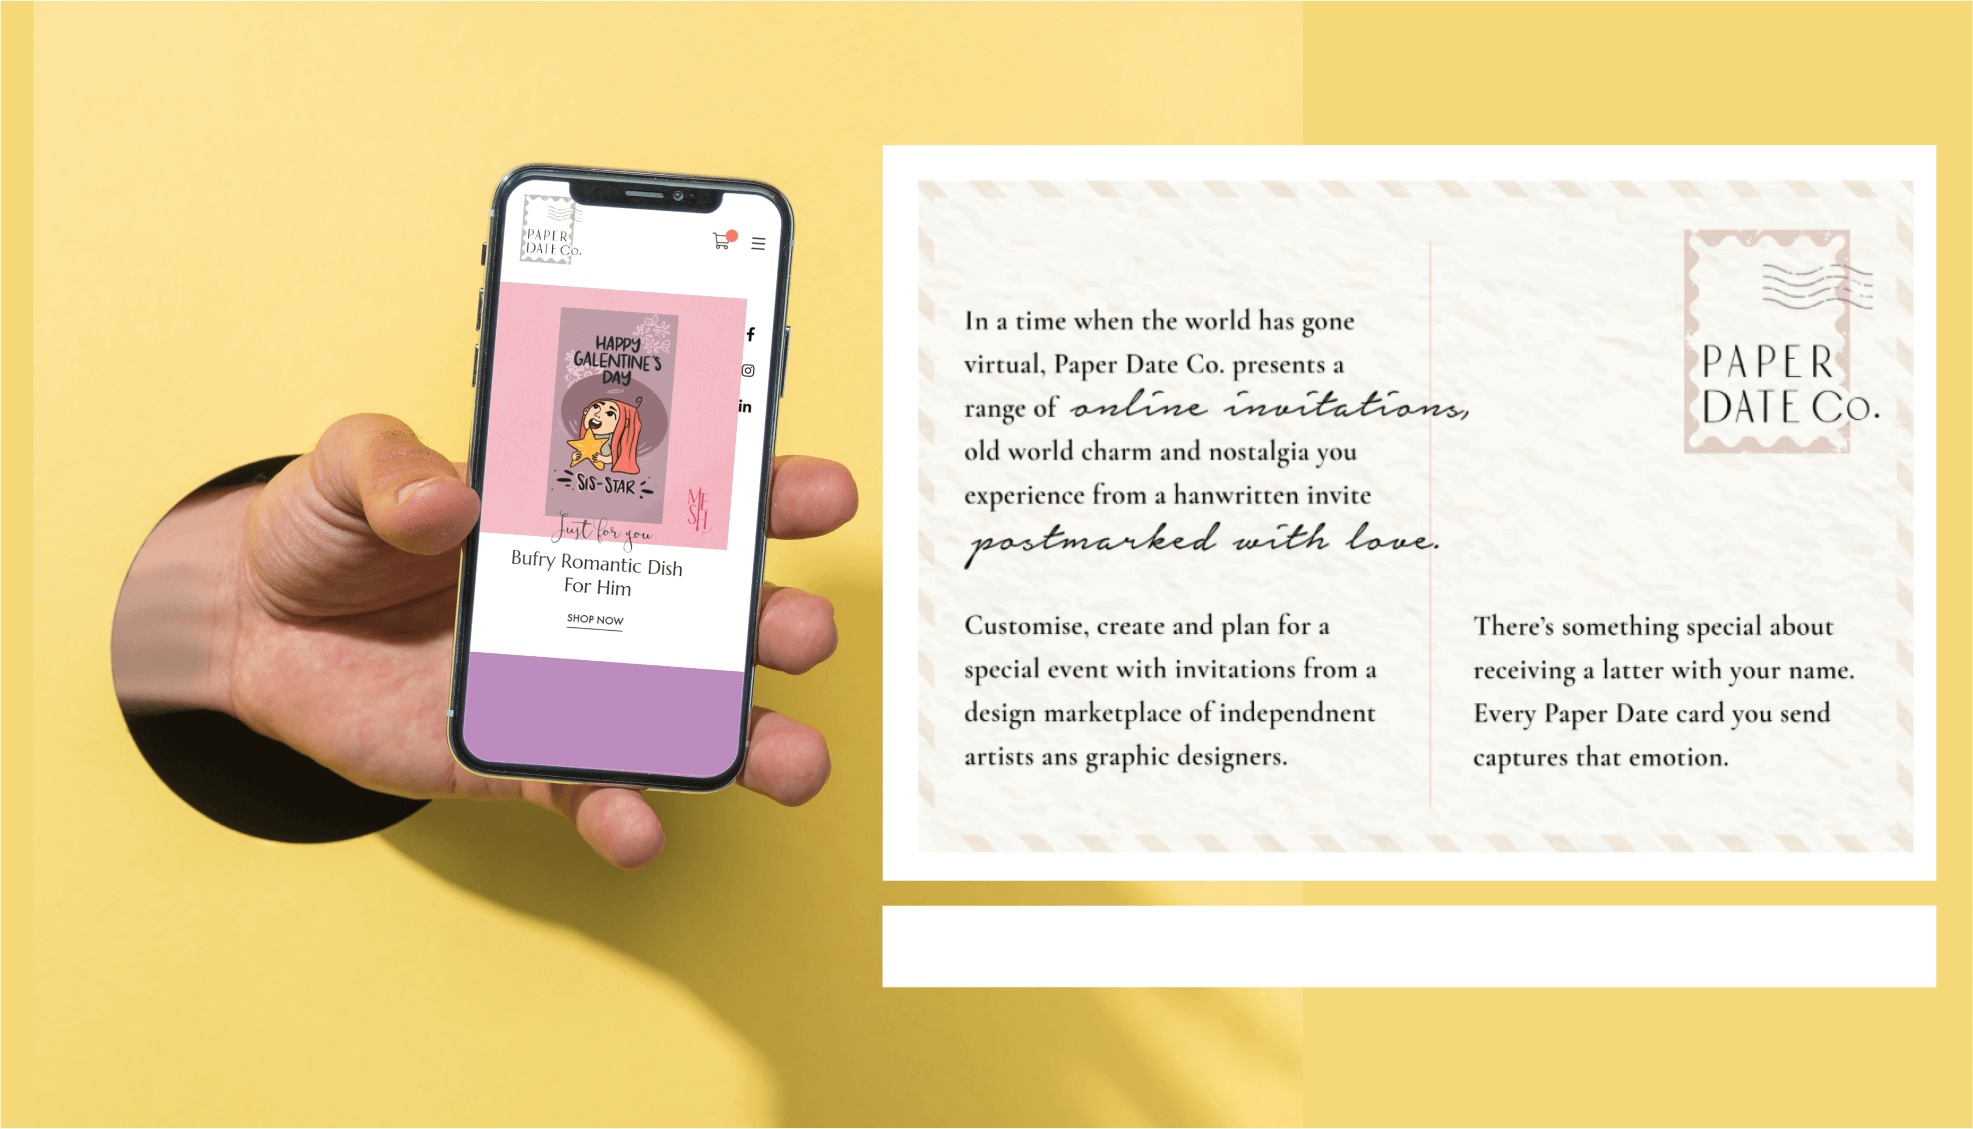 PAPER
DATE Co.
HAPPY
GALENTINE'S
DAY
SIS-STAR
ME
SH
Just for you
Bufry Romantic Dish
For Him
SHOP NOW
f
in
In a time when the world has gone
virtual, Paper Date Co. presents a
range of online invitations,
old world charm and nostalgia you
experience from a hanwritten invite
postmarked with love.
Customise, create and plan for a
special event with invitations from a
design marketplace of independnent
artists ans graphic designers.
PAPER
DATE Co.
There's something special about
receiving a latter with your name.
Every Paper Date card you send
captures that emotion.